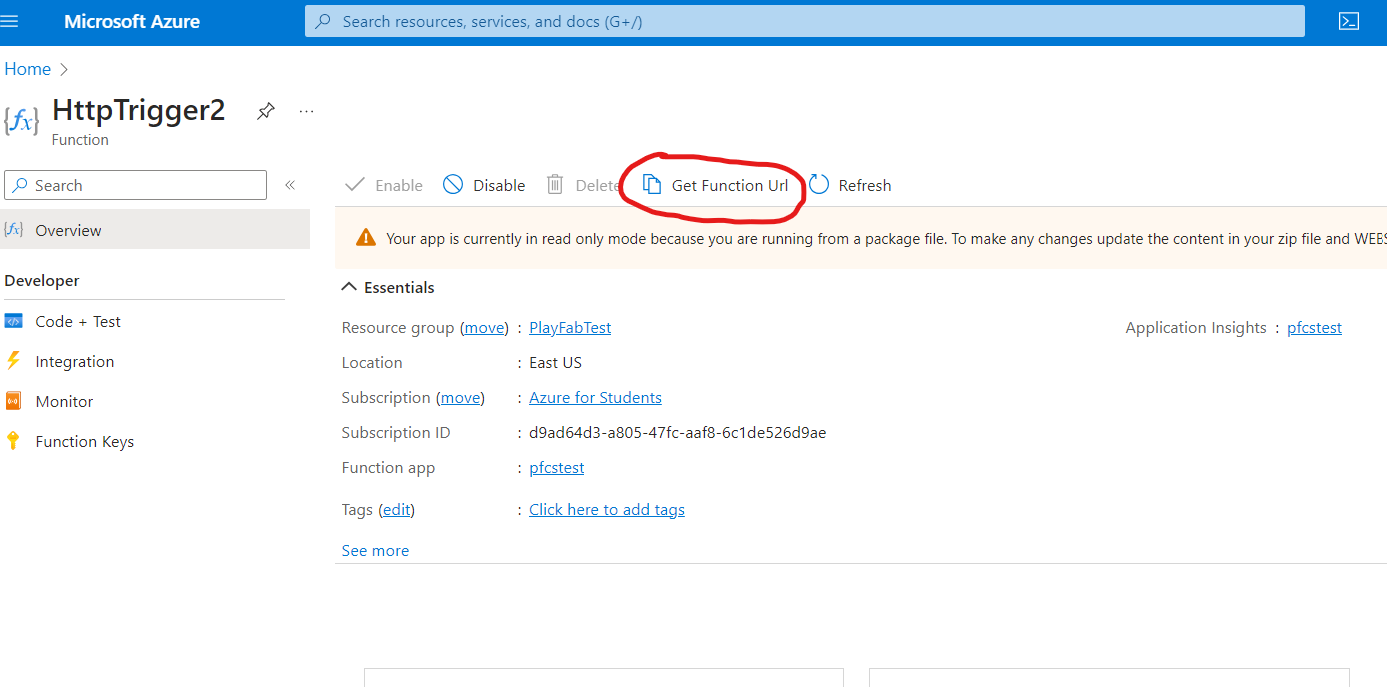 Microsoft Azure
Search resources, services, and docs (G+/)
Home
HttpTrigger2
Function
Search
Enable Disable Delete Get Function Url Refresh
Overview
Your app is currently in read only mode because you are running from a package file. To make any changes update the content in your zip file and WEBS
Developer
Essentials
Code + Test
Resource group (move) : PlayFabTest
Application Insights : pfcstest
Integration
Location : East US
Monitor
Subscription (move) : Azure for Students
Function Keys
Subscription ID : d9ad64d3-a805-47fc-aaf8-6c1de526d9ae
Function app : pfcstest
Tags (edit) : Click here to add tags
See more